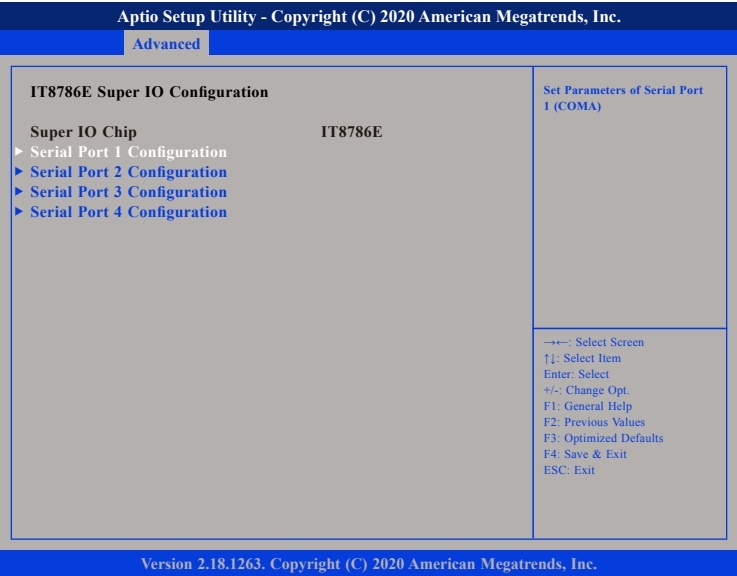 Aptio Setup Utility - Copyright (C) 2020 American Megatrends, Inc.
Advanced
IT8786E Super IO Configuration
Super IO Chip IT8786E
► Serial Port 1 Configuration
► Serial Port 2 Configuration
► Serial Port 3 Configuration
► Serial Port 4 Configuration
Set Parameters of Serial Port
1 (COMA)
→←: Select Screen
↑↓: Select Item
Enter: Select
+/-: Change Opt.
F1: General Help
F2: Previous Values
F3: Optimized Defaults
F4: Save & Exit
ESC: Exit
Version 2.18.1263. Copyright (C) 2020 American Megatrends, Inc.